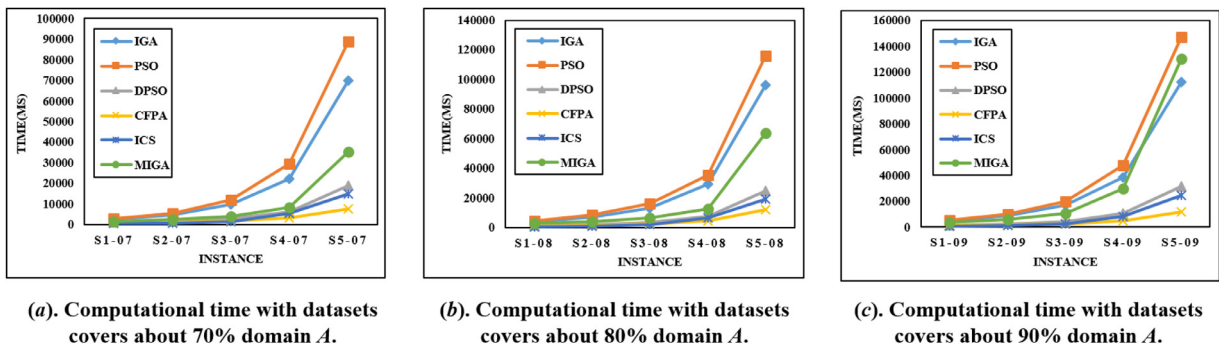 100000
90000
80000
70000
60000
50000
40000
30000
20000
10000
0
TIME(MS)
IGA
PSO
DPSO
CFPA
ICS
MIGA
S1-07 S2-07 S3-07 S4-07 S5-07
INSTANCE
(a). Computational time with datasets
covers about 70% domain A.
140000
120000
100000
80000
60000
40000
20000
0
TIME(MS)
IGA
PSO
DPSO
CFPA
ICS
MIGA
S1-08 S2-08 S3-08 S4-08 S5-08
INSTANCE
(b). Computational time with datasets
covers about 80% domain A.
160000
140000
120000
100000
80000
60000
40000
20000
0
TIME(MS)
IGA
PSO
DPSO
CFPA
ICS
MIGA
S1-09 S2-09 S3-09 S4-09 S5-09
INSTANCE
(c). Computational time with datasets
covers about 90% domain A.